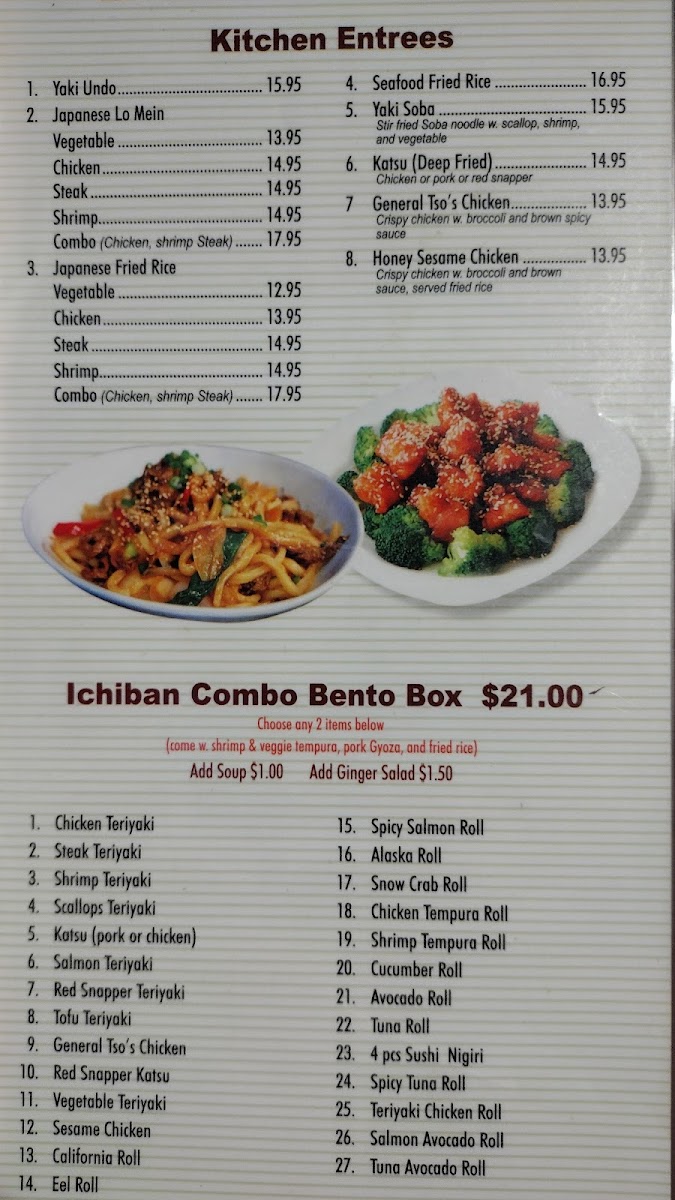 Kitchen Entrees
1. Yaki Undo.................................... 15.95
2. Japanese Lo Mein
Vegetable .................................... 13.95
Chicken........................................ 14.95
Steak ........................................... 14.95
Shrimp......................................... 14.95
Combo (Chicken, shrimp Steak) ....... 17.95
3. Japanese Fried Rice
Vegetable .................................... 12.95
Chicken........................................ 13.95
Steak ........................................... 14.95
Shrimp......................................... 14.95
Combo (Chicken, shrimp Steak) ....... 17.95
4. Seafood Fried Rice ....................... 16.95
5. Yaki Soba ..................................... 15.95
Stir fried Soba noodle w. scallop, shrimp,
and vegetable
6. Katsu (Deep Fried)....................... 14.95
Chicken or pork or red snapper
7 General Tso's Chicken................... 13.95
Crispy chicken w. broccoli and brown spicy
sauce
8. Honey Sesame Chicken ................ 13.95
Crispy chicken w. broccoli and brown
sauce, served fried rice
Ichiban Combo Bento Box $21.00
Choose any 2 items below
(come w. shrimp & veggie tempura, pork Gyoza, and fried rice)
Add Soup $1.00 Add Ginger Salad $1.50
1. Chicken Teriyaki
2. Steak Teriyaki
3. Shrimp Teriyaki
4. Scallops Teriyaki
5. Katsu (pork or chicken)
6. Salmon Teriyaki
7. Red Snapper Teriyaki
8. Tofu Teriyaki
9. General Tso's Chicken
10. Red Snapper Katsu
11. Vegetable Teriyaki
12. Sesame Chicken
13. California Roll
14. Eel Roll
15. Spicy Salmon Roll
16. Alaska Roll
17. Snow Crab Roll
18. Chicken Tempura Roll
19. Shrimp Tempura Roll
20. Cucumber Roll
21. Avocado Roll
22. Tuna Roll
23. 4 pcs Sushi Nigiri
24. Spicy Tuna Roll
25. Teriyaki Chicken Roll
26. Salmon Avocado Roll
27. Tuna Avocado Roll